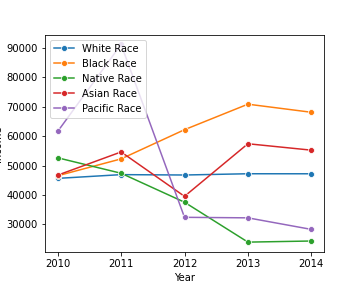 90000
80000
70000
60000
50000
40000
30000
White Race
Black Race
Native Race
Asian Race
Pacific Race
2010 2011 2012 2013 2014
Year